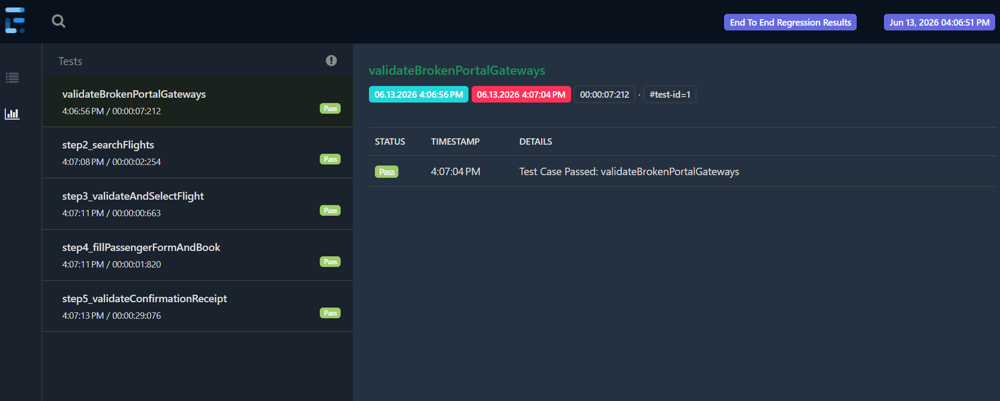 End To End Regression Results
Jun 13, 2026 04:06:51 PM
Tests
validateBrokenPortalGateways
4:06:56 PM / 00:00:07:212
Pass
step2_searchFlights
4:07:08 PM / 00:00:02:254
Pass
step3_validateAndSelectFlight
4:07:11 PM / 00:00:00:663
Pass
step4_fillPassengerFormAndBook
4:07:11 PM / 00:00:01:820
Pass
step5_validateConfirmationReceipt
4:07:13 PM / 00:00:29:076
Pass
validateBrokenPortalGateways
06.13.2026 4:06:56 PM 06.13.2026 4:07:04 PM 00:00:07:212 · #test-id=1
STATUS TIMESTAMP DETAILS
Pass 4:07:04 PM Test Case Passed: validateBrokenPortalGateways